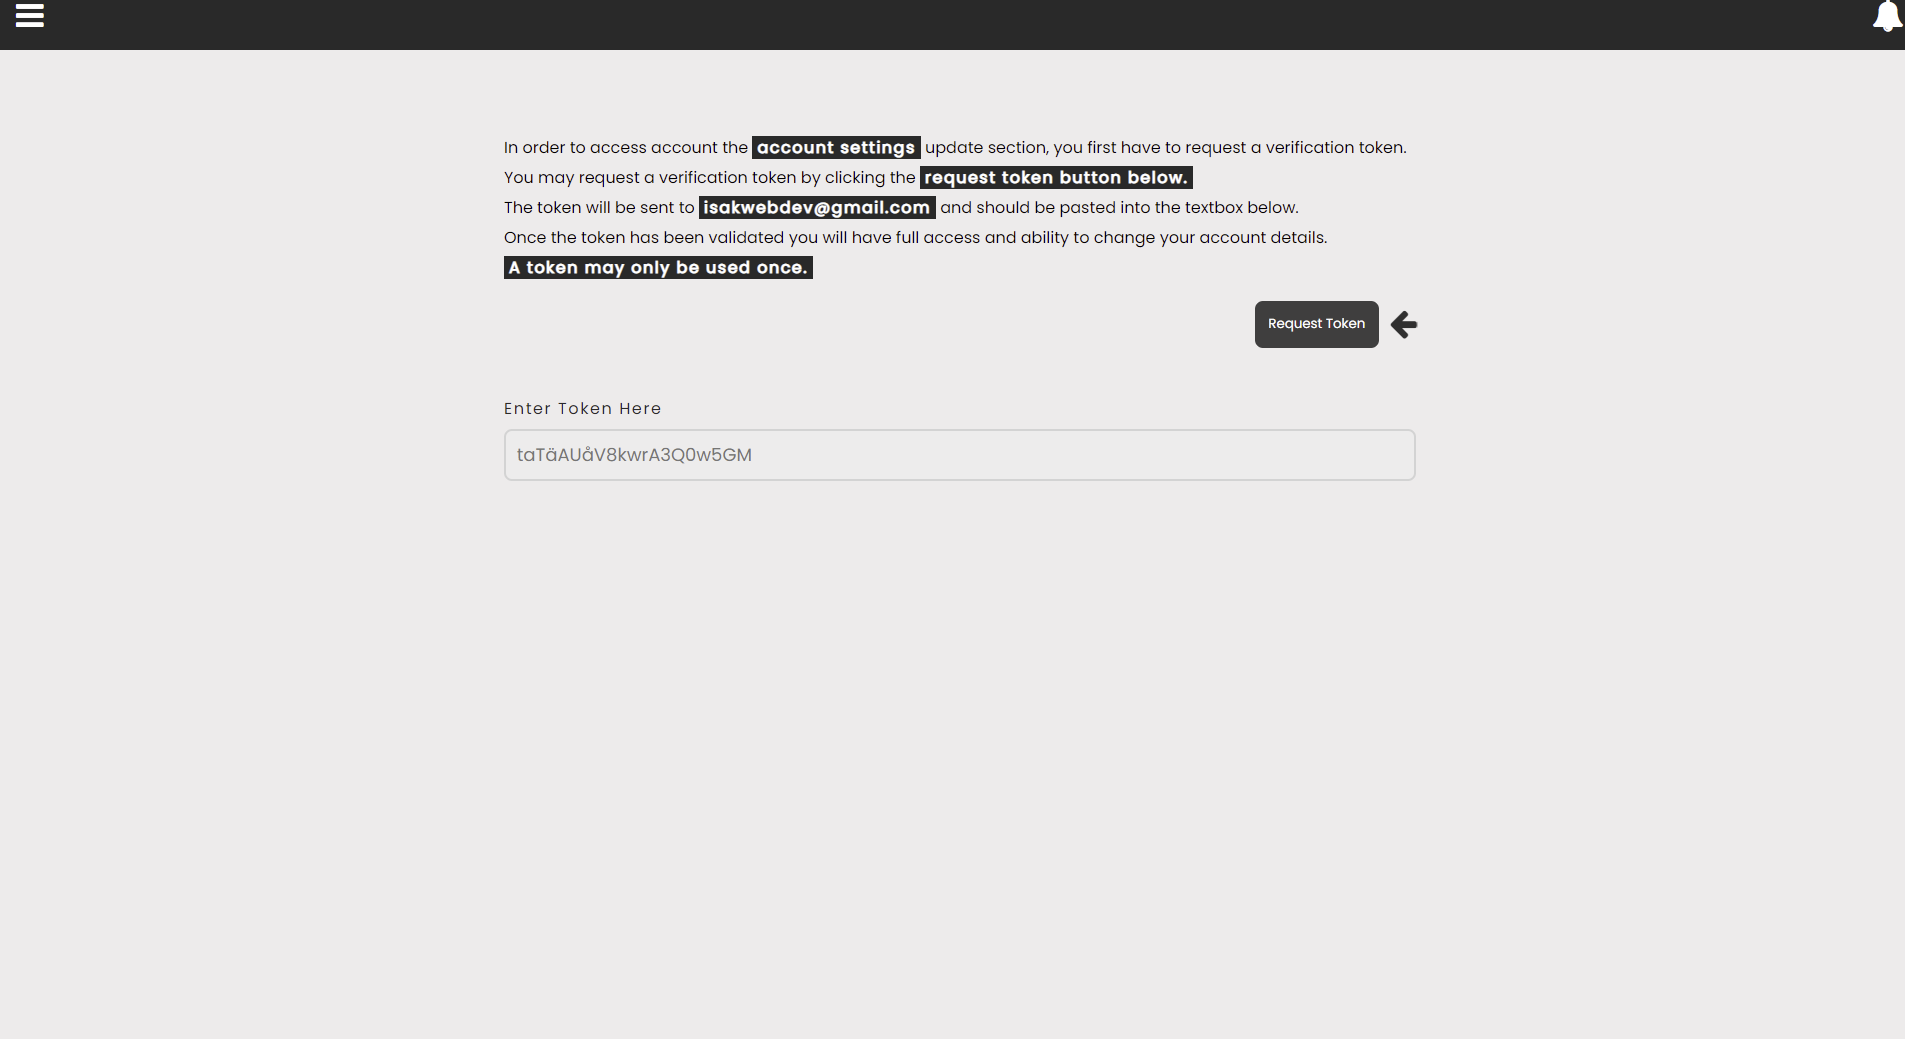 In order to access account the account settings update section, you first have to request a verification token.
You may request a verification token by clicking the request token button below.
The token will be sent to isakwebdev@gmail.com and should be pasted into the textbox below.
Once the token has been validated you will have full access and ability to change your account details.
A token may only be used once.
Request Token
Enter Token Here
taTäAUåV8kwrA3Q0w5GM